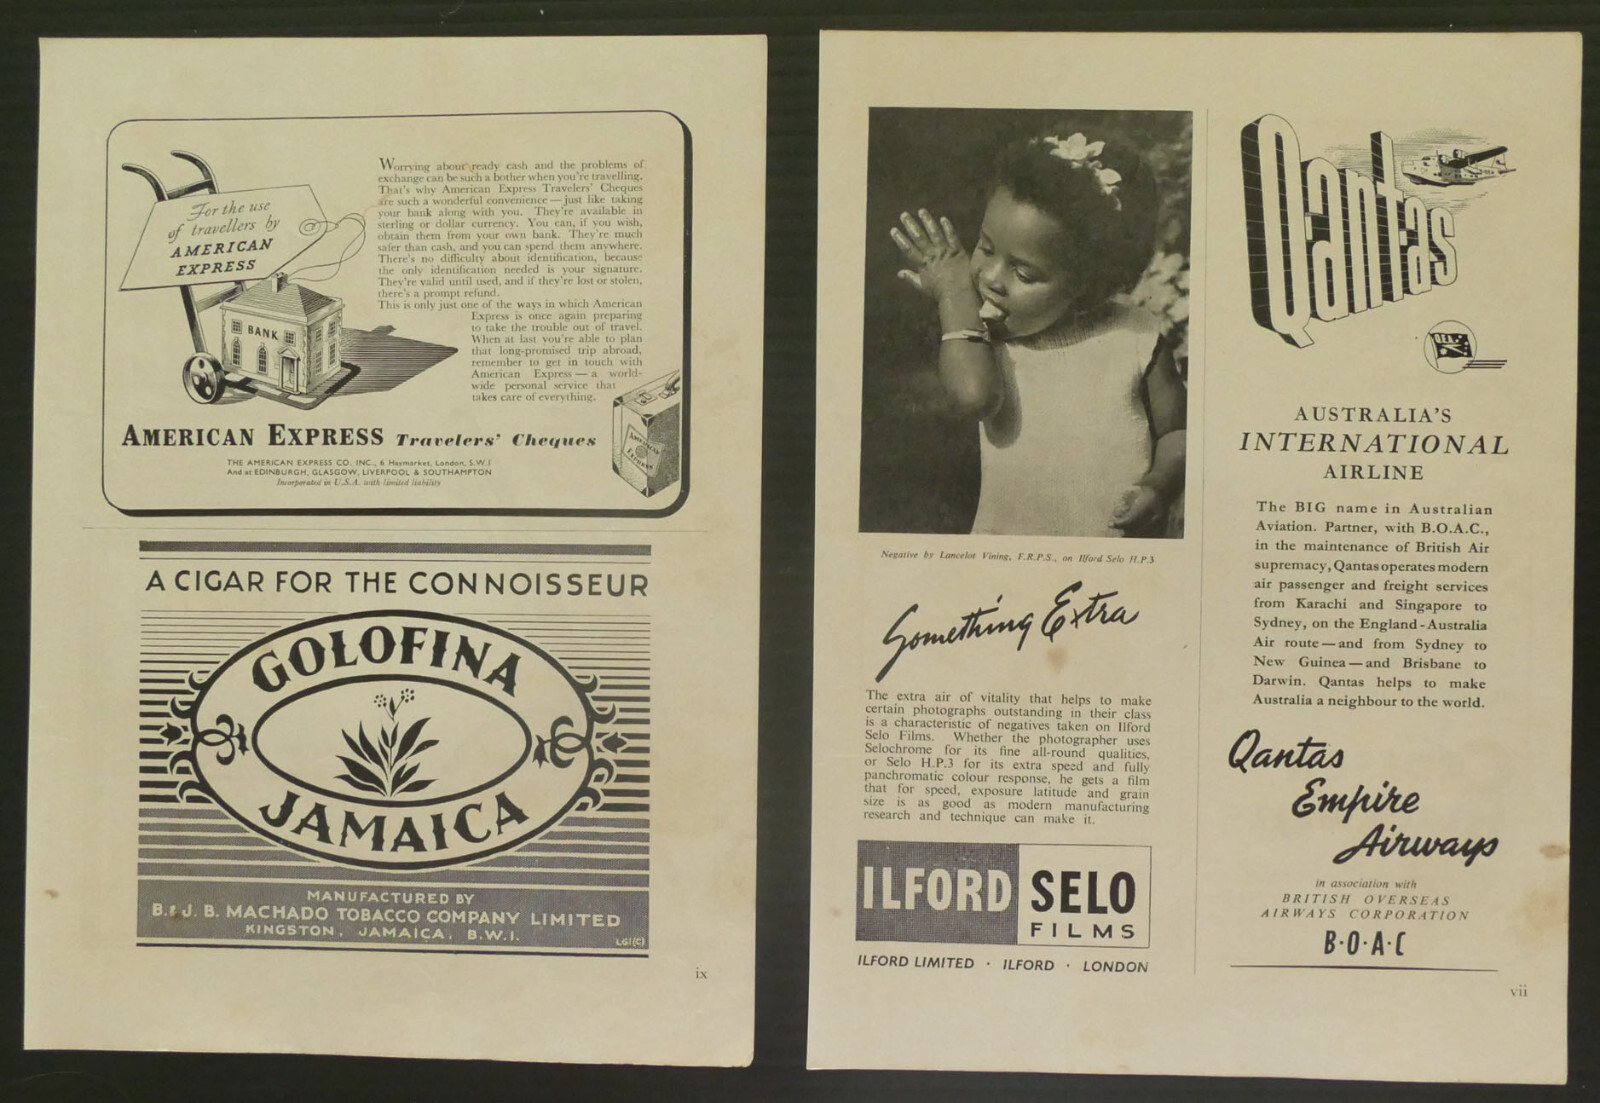 For the use
of travellers by
AMERICAN
EXPRESS
BANK
Worrying about ready cash and the problems of
exchange can be such a bother when you're travelling.
That's why American Express Travelers' Cheques
are such a wonderful convenience — just like taking
your bank along with you. They're available in
sterling or dollar currency. You can, if you wish,
obtain them from your own bank. They're much
safer than cash, and you can spend them anywhere.
There's no difficulty about identification, because
the only identification needed is your signature.
They're valid until used, and if they're lost or stolen,
there's a prompt refund.
This is only just one of the ways in which American
Express is once again preparing
to take the trouble out of travel.
When at last you're able to plan
that long-promised trip abroad,
remember to get in touch with
American Express — a world-
wide personal service that
takes care of everything.
AMERICAN
EXPRESS
AMERICAN EXPRESS Travelers' Cheques
THE AMERICAN EXPRESS CO. INC., 6 Haymarket, London, S.W.1
And at EDINBURGH, GLASGOW, LIVERPOOL & SOUTHAMPTON
Incorporated in U.S.A. with limited liability
A CIGAR FOR THE CONNOISSEUR
GOLOFINA
JAMAICA
MANUFACTURED BY
B. & J. B. MACHADO TOBACCO COMPANY LIMITED
KINGSTON, JAMAICA, B.W.I.
LGI(C)
ix
Negative by Lancelot Vining, F.R.P.S., on Ilford Selo H.P.3
Something Extra
The extra air of vitality that helps to make
certain photographs outstanding in their class
is a characteristic of negatives taken on Ilford
Selo Films. Whether the photographer uses
Selochrome for its fine all-round qualities,
or Selo H.P.3 for its extra speed and fully
panchromatic colour response, he gets a film
that for speed, exposure latitude and grain
size is as good as modern manufacturing
research and technique can make it.
ILFORD SELO
FILMS
ILFORD LIMITED · ILFORD · LONDON
Qantas
Q.E.A.
AUSTRALIA'S
INTERNATIONAL
AIRLINE
The BIG name in Australian
Aviation. Partner, with B.O.A.C.,
in the maintenance of British Air
supremacy, Qantas operates modern
air passenger and freight services
from Karachi and Singapore to
Sydney, on the England-Australia
Air route — and from Sydney to
New Guinea — and Brisbane to
Darwin. Qantas helps to make
Australia a neighbour to the world.
Qantas
Empire
Airways
in association with
BRITISH OVERSEAS
AIRWAYS CORPORATION
B·O·A·C
vii